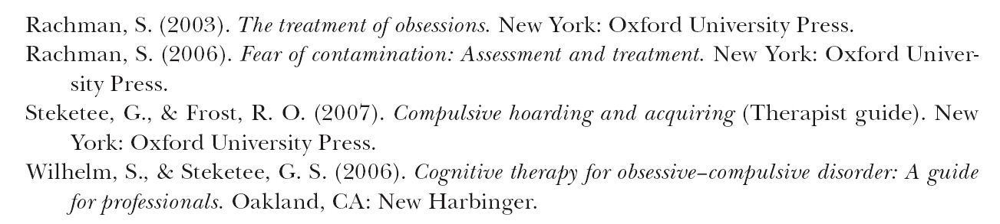 Rachman, S. (2003). The treatment of obsessions. New York: Oxford University Press.
Rachman, S. (2006). Fear of contamination: Assessment and treatment. New York: Oxford Univer-
sity Press.
Steketee, G., & Frost, R. O. (2007). Compulsive hoarding and acquiring (Therapist guide). New
York: Oxford University Press.
Wilhelm, S., & Steketee, G. S. (2006). Cognitive therapy for obsessive–compulsive disorder: A guide
for professionals. Oakland, CA: New Harbinger.